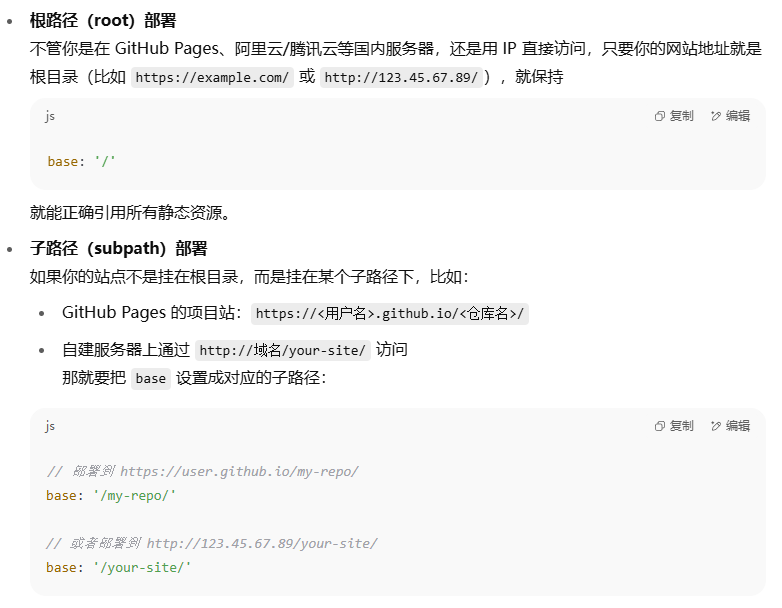 根路径（root）部署
不管你是在 GitHub Pages、阿里云/腾讯云等国内服务器，还是用 IP 直接访问，只要你的网站地址就是
根目录（比如 https://example.com/ 或 http://123.45.67.89/），就保持
js 复制 编辑
base: '/'
就能正确引用所有静态资源。
子路径（subpath）部署
如果你的站点不是挂在根目录，而是挂在某个子路径下，比如：
GitHub Pages 的项目站：https://<用户名>.github.io/<仓库名>/
自建服务器上通过 http://域名/your-site/ 访问
那就要把 base 设置成对应的子路径：
js 复制 编辑
// 部署到 https://user.github.io/my-repo/
base: '/my-repo/'
// 或者部署到 http://123.45.67.89/your-site/
base: '/your-site/'